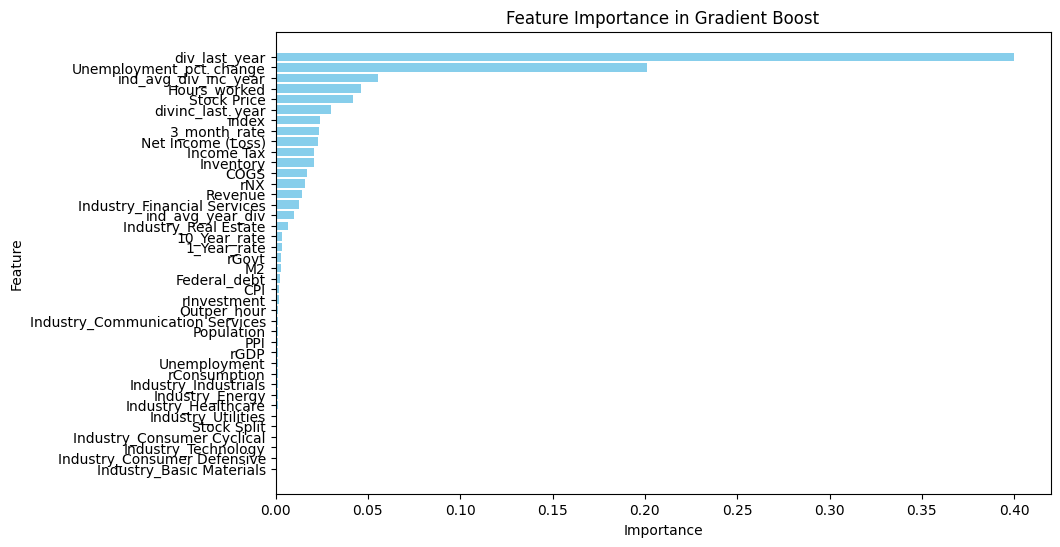 Feature Importance in Gradient Boost
div_last_year
Unemployment_pct_change
ind_avg_div_inc_year
Hours_worked
Stock Price
divinc_last_year
index
3_month_rate
Net Income (Loss)
Income Tax
Inventory
COGS
rNX
Revenue
Industry_Financial Services
ind_avg_year_div
Industry_Real Estate
10_Year_rate
1_Year_rate
rGovt
M2
Federal_debt
CPI
rInvestment
Outper_hour
Industry_Communication Services
Population
PPI
rGDP
Unemployment
rConsumption
Industry_Industrials
Industry_Energy
Industry_Healthcare
Industry_Utilities
Stock Split
Industry_Consumer Cyclical
Industry_Technology
Industry_Consumer Defensive
Industry_Basic Materials
Feature
0.00 0.05 0.10 0.15 0.20 0.25 0.30 0.35 0.40
Importance